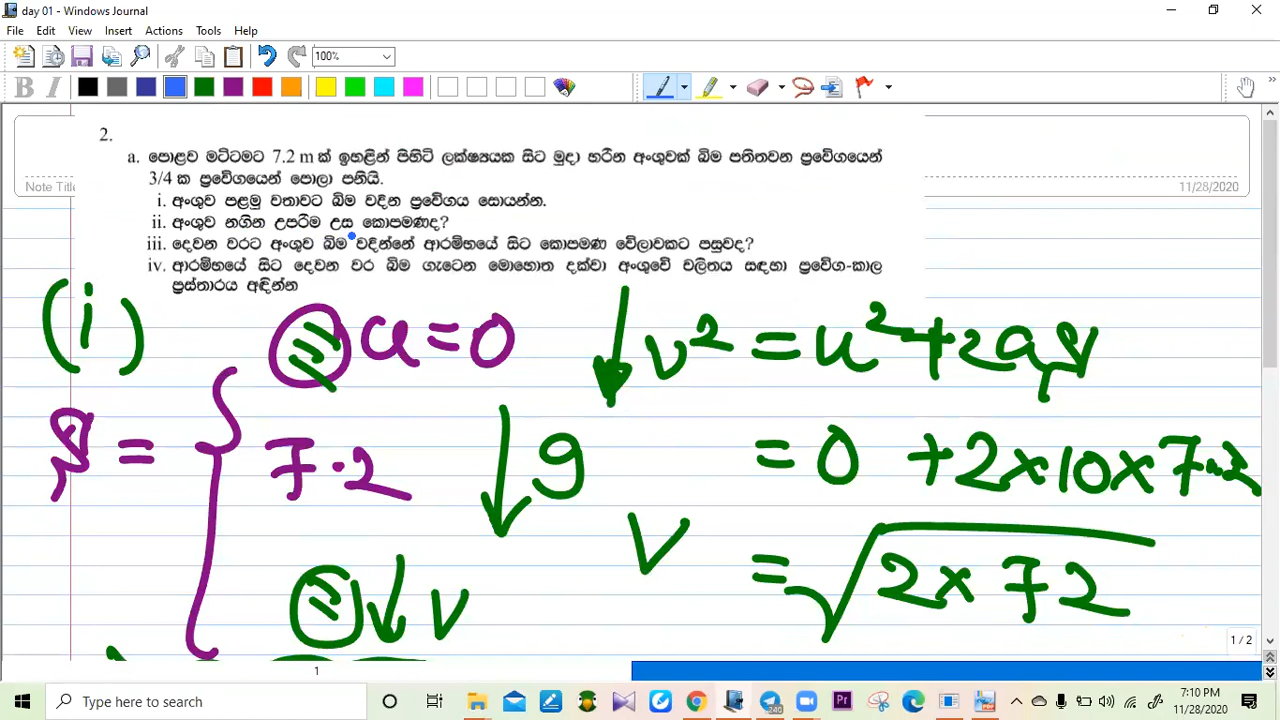 day 01 - Windows Journal
File Edit View Insert Actions Tools Help
100%
2.
a. පොළව මට්ටමට 7.2 m ක් ඉහළින් පිහිටි ලක්ෂ්‍යයක සිට මුදා හරින අංශුවක් බිම පතිතවන ප්‍රවේගයෙන්
3/4 ක ප්‍රවේගයෙන් පොලා පනියි.
i. අංශුව පළමු වතාවට බිම වදින ප්‍රවේගය සොයන්න.
ii. අංශුව නගින උපරිම උස කොපමණද?
iii. දෙවන වරට අංශුව බිම වදින්නේ ආරම්භයේ සිට කොපමණ වේලාවකට පසුවද?
iv. ආරම්භයේ සිට දෙවන වර බිම ගැටෙන මොහොත දක්වා අංශුවේ චලිතය සඳහා ප්‍රවේග-කාල
ප්‍රස්තාරය අඳින්න
Note Title
11/28/2020
(i) u=0 v² = u²+2as
s = 7.2 g = 0 +2×10×7.2
v = √2×72
v
1 / 2
1
Type here to search
240
Pr
7:10 PM
11/28/2020